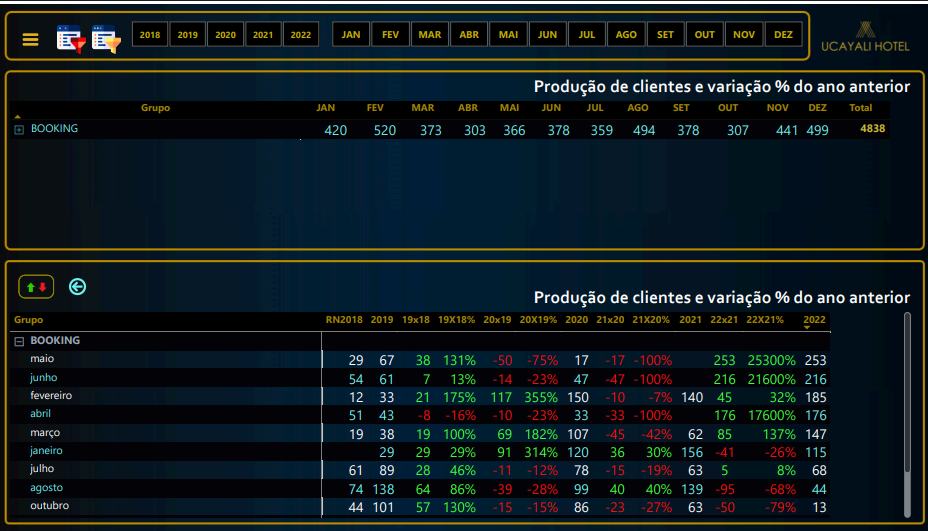 2018 2019 2020 2021 2022 JAN FEV MAR ABR MAI JUN JUL AGO SET OUT NOV DEZ
UCAYALI HOTEL
Produção de clientes e variação % do ano anterior
Grupo JAN FEV MAR ABR MAI JUN JUL AGO SET OUT NOV DEZ Total
BOOKING 420 520 373 303 366 378 359 494 378 307 441 499 4838
Produção de clientes e variação % do ano anterior
Grupo RN2018 2019 19x18 19X18% 20x19 20X19% 2020 21x20 21X20% 2021 22x21 22X21% 2022
BOOKING
maio 29 67 38 131% -50 -75% 17 -17 -100% 253 25300% 253
junho 54 61 7 13% -14 -23% 47 -47 -100% 216 21600% 216
fevereiro 12 33 21 175% 117 355% 150 -10 -7% 140 45 32% 185
abril 51 43 -8 -16% -10 -23% 33 -33 -100% 176 17600% 176
março 19 38 19 100% 69 182% 107 -45 -42% 62 85 137% 147
janeiro 29 29 29% 91 314% 120 36 30% 156 -41 -26% 115
julho 61 89 28 46% -11 -12% 78 -15 -19% 63 5 8% 68
agosto 74 138 64 86% -39 -28% 99 40 40% 139 -95 -68% 44
outubro 44 101 57 130% -15 -15% 86 -23 -27% 63 -50 -79% 13